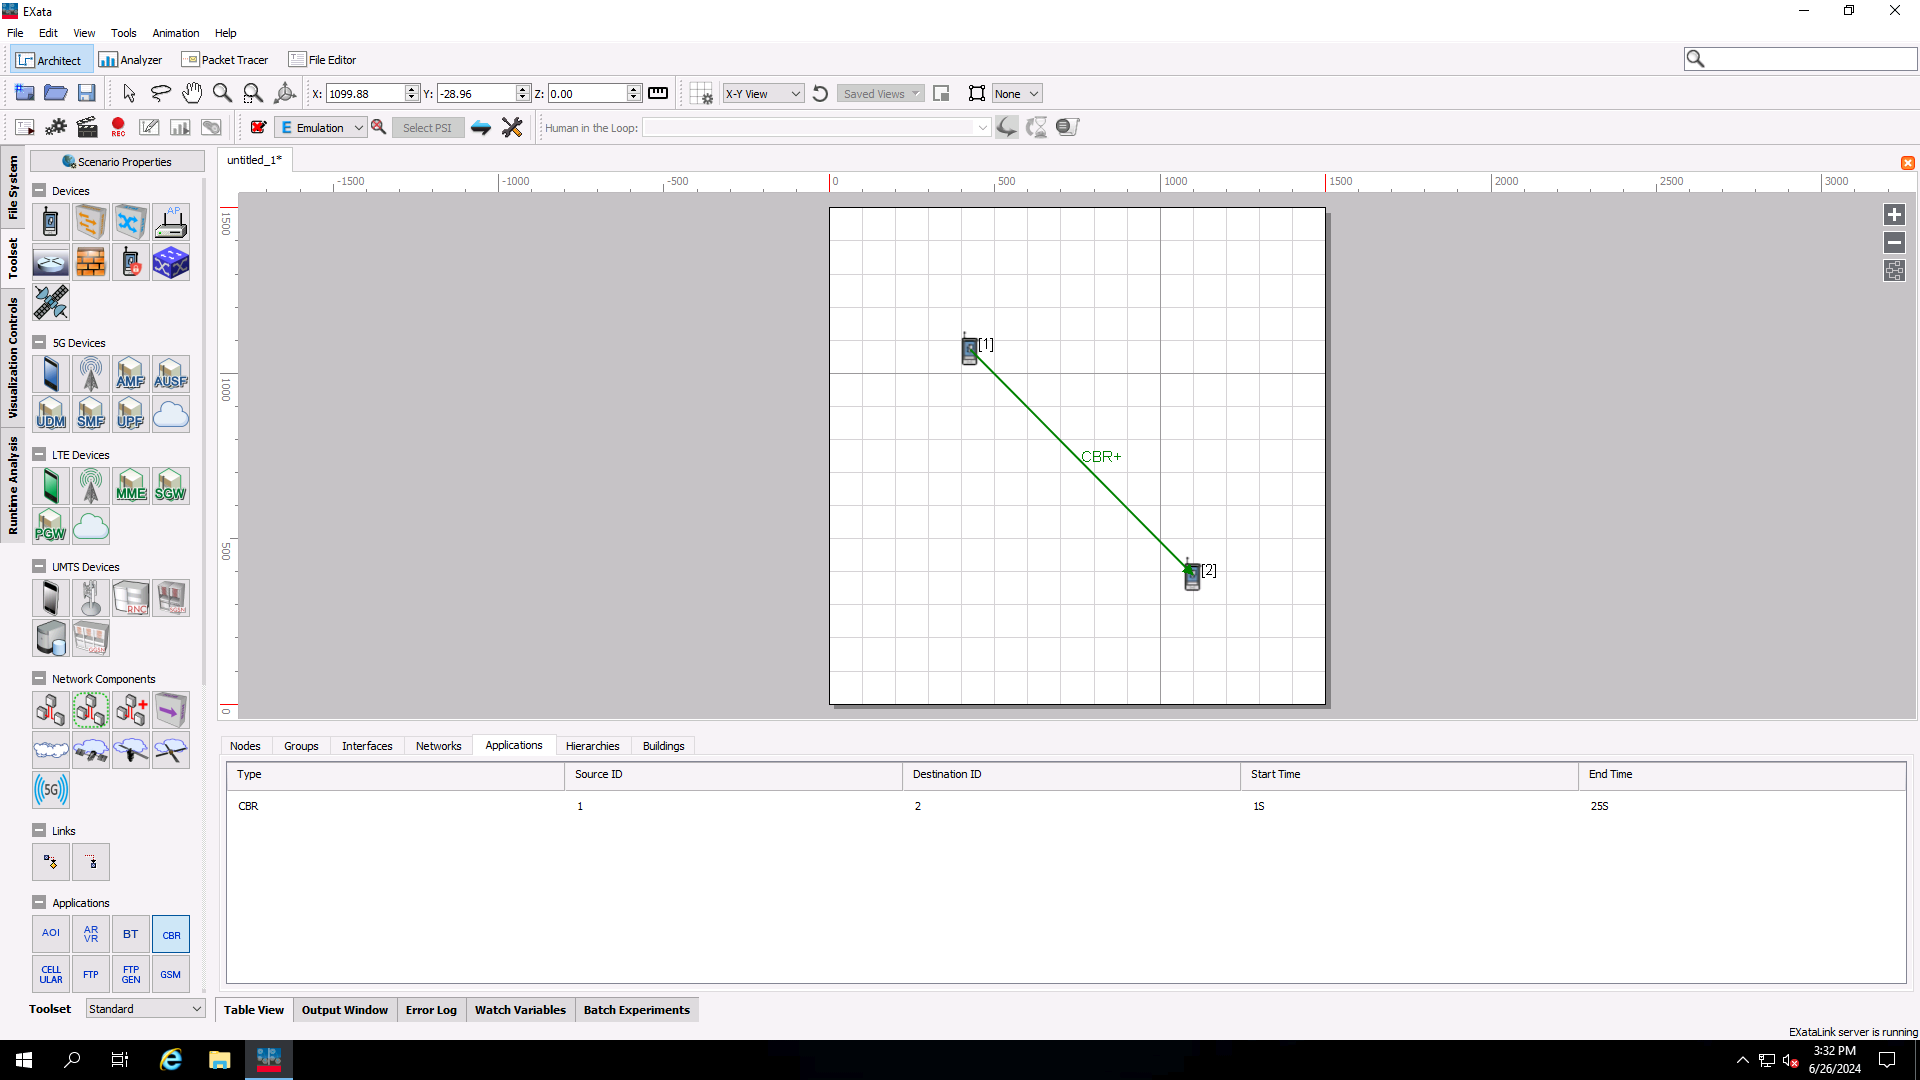 EXata
File Edit View Tools Animation Help
Architect Analyzer Packet Tracer File Editor
X: 1099.88 Y: -28.96 Z: 0.00 X-Y View Saved Views None
REC Emulation Select PSI Human in the Loop:
File System
Toolset
Visualization Controls
Runtime Analysis
Scenario Properties
untitled_1*
-1500 -1000 -500 0 500 1000 1500 2000 2500 3000
1500
1000
500
0
Devices
AP
5G Devices
AMF AUSF
UDM SMF UPF
LTE Devices
MME SGW
PGW
UMTS Devices
RNC SGSN
GGSN
Network Components
5G
Links
Applications
AOI AR VR BT CBR
CELL ULAR FTP FTP GEN GSM
Toolset Standard
[1]
CBR+
[2]
Nodes Groups Interfaces Networks Applications Hierarchies Buildings
Type Source ID Destination ID Start Time End Time
CBR 1 2 1S 25S
Table View Output Window Error Log Watch Variables Batch Experiments
EXataLink server is running
3:32 PM
6/26/2024